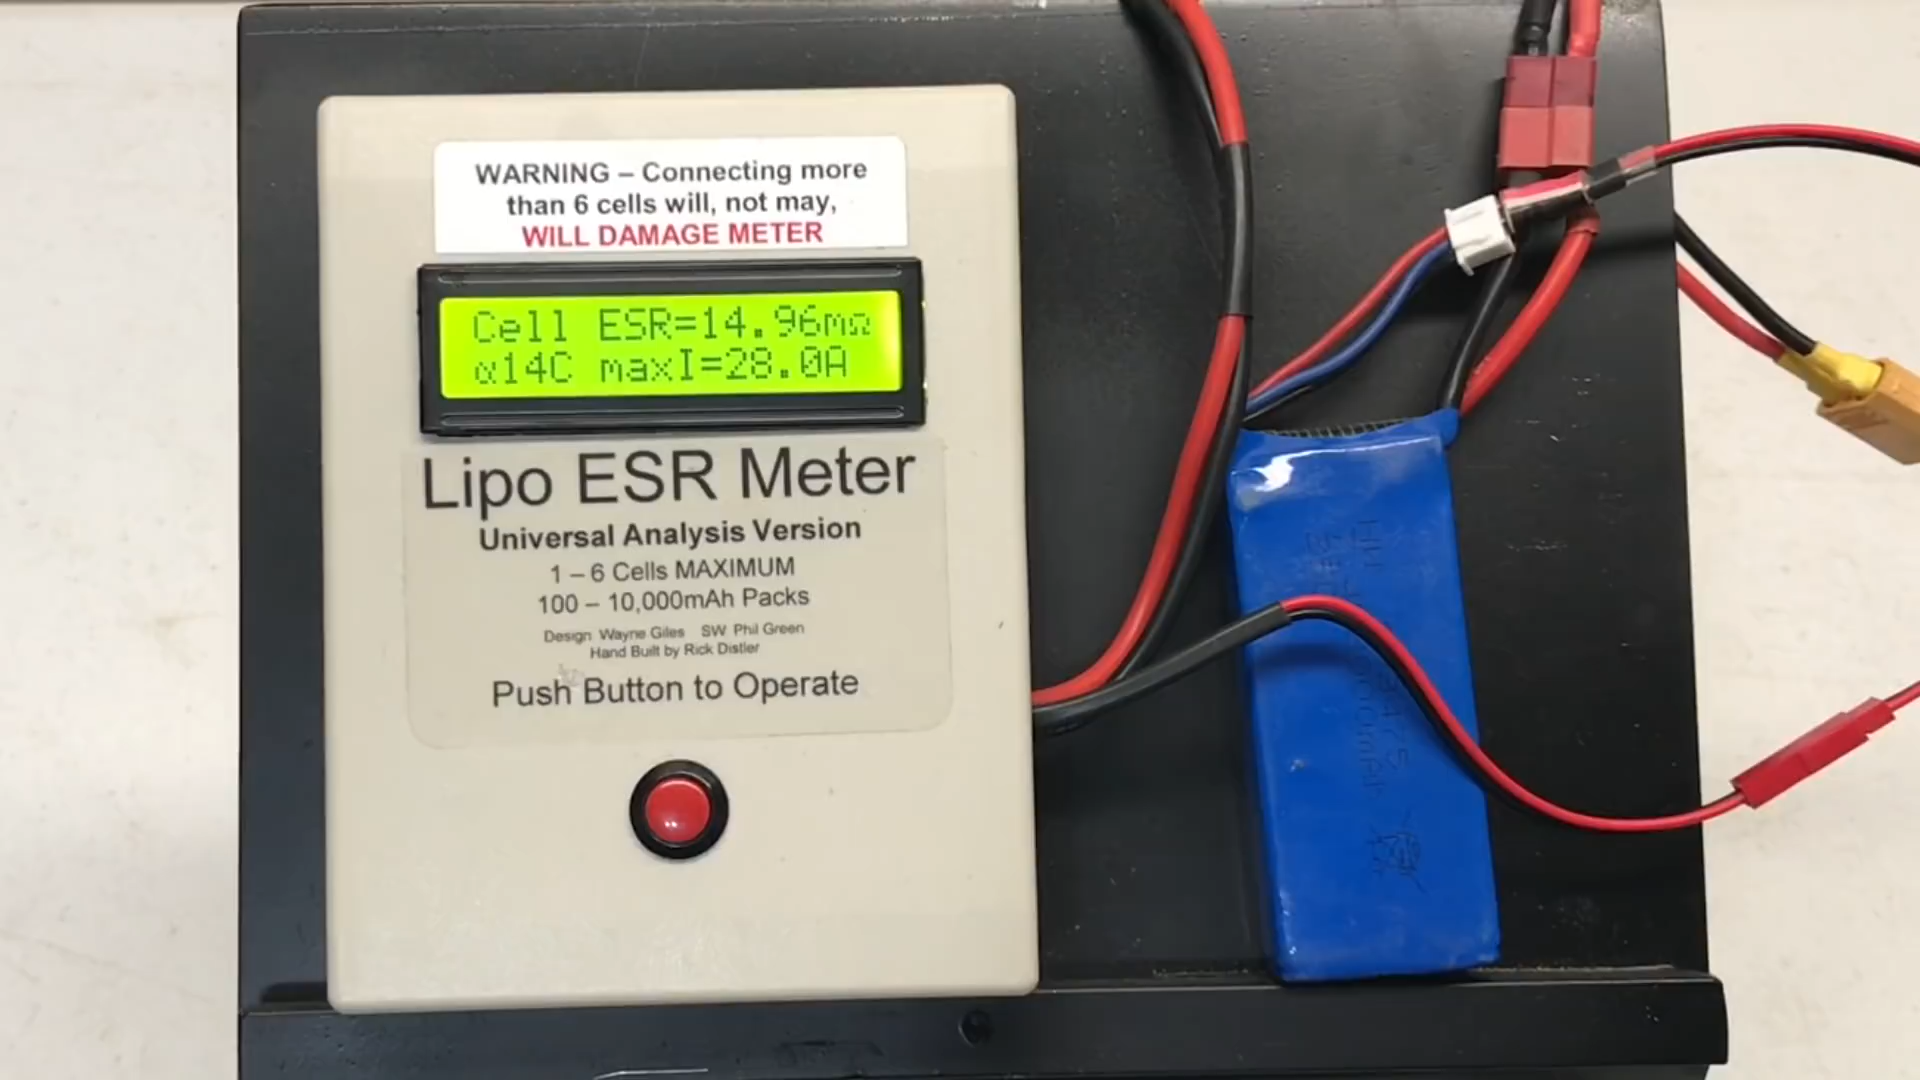 WARNING – Connecting more
than 6 cells will, not may,
WILL DAMAGE METER
Cell ESR=14.96mΩ
α14C maxI=28.0A
Lipo ESR Meter
Universal Analysis Version
1 – 6 Cells MAXIMUM
100 – 10,000mAh Packs
Design Wayne Giles SW Phil Green
Hand Built by Rick Distler
Push Button to Operate